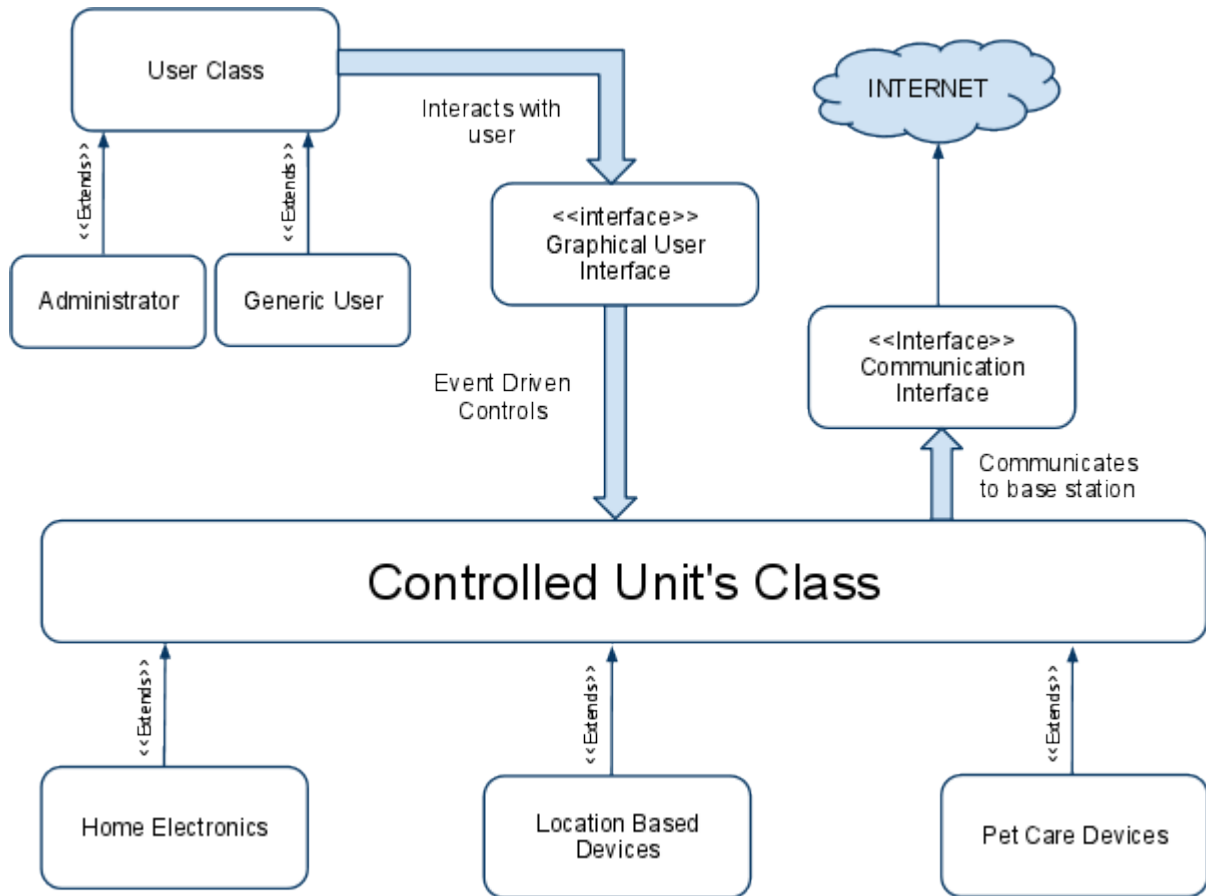 User Class
INTERNET
Interacts with
user
<<Extends>>
<<Extends>>
<<interface>>
Graphical User
Interface
Administrator
Generic User
<<Interface>>
Communication
Interface
Event Driven
Controls
Communicates
to base station
Controlled Unit's Class
<<Extends>>
<<Extends>>
<<Extends>>
Home Electronics
Location Based
Devices
Pet Care Devices